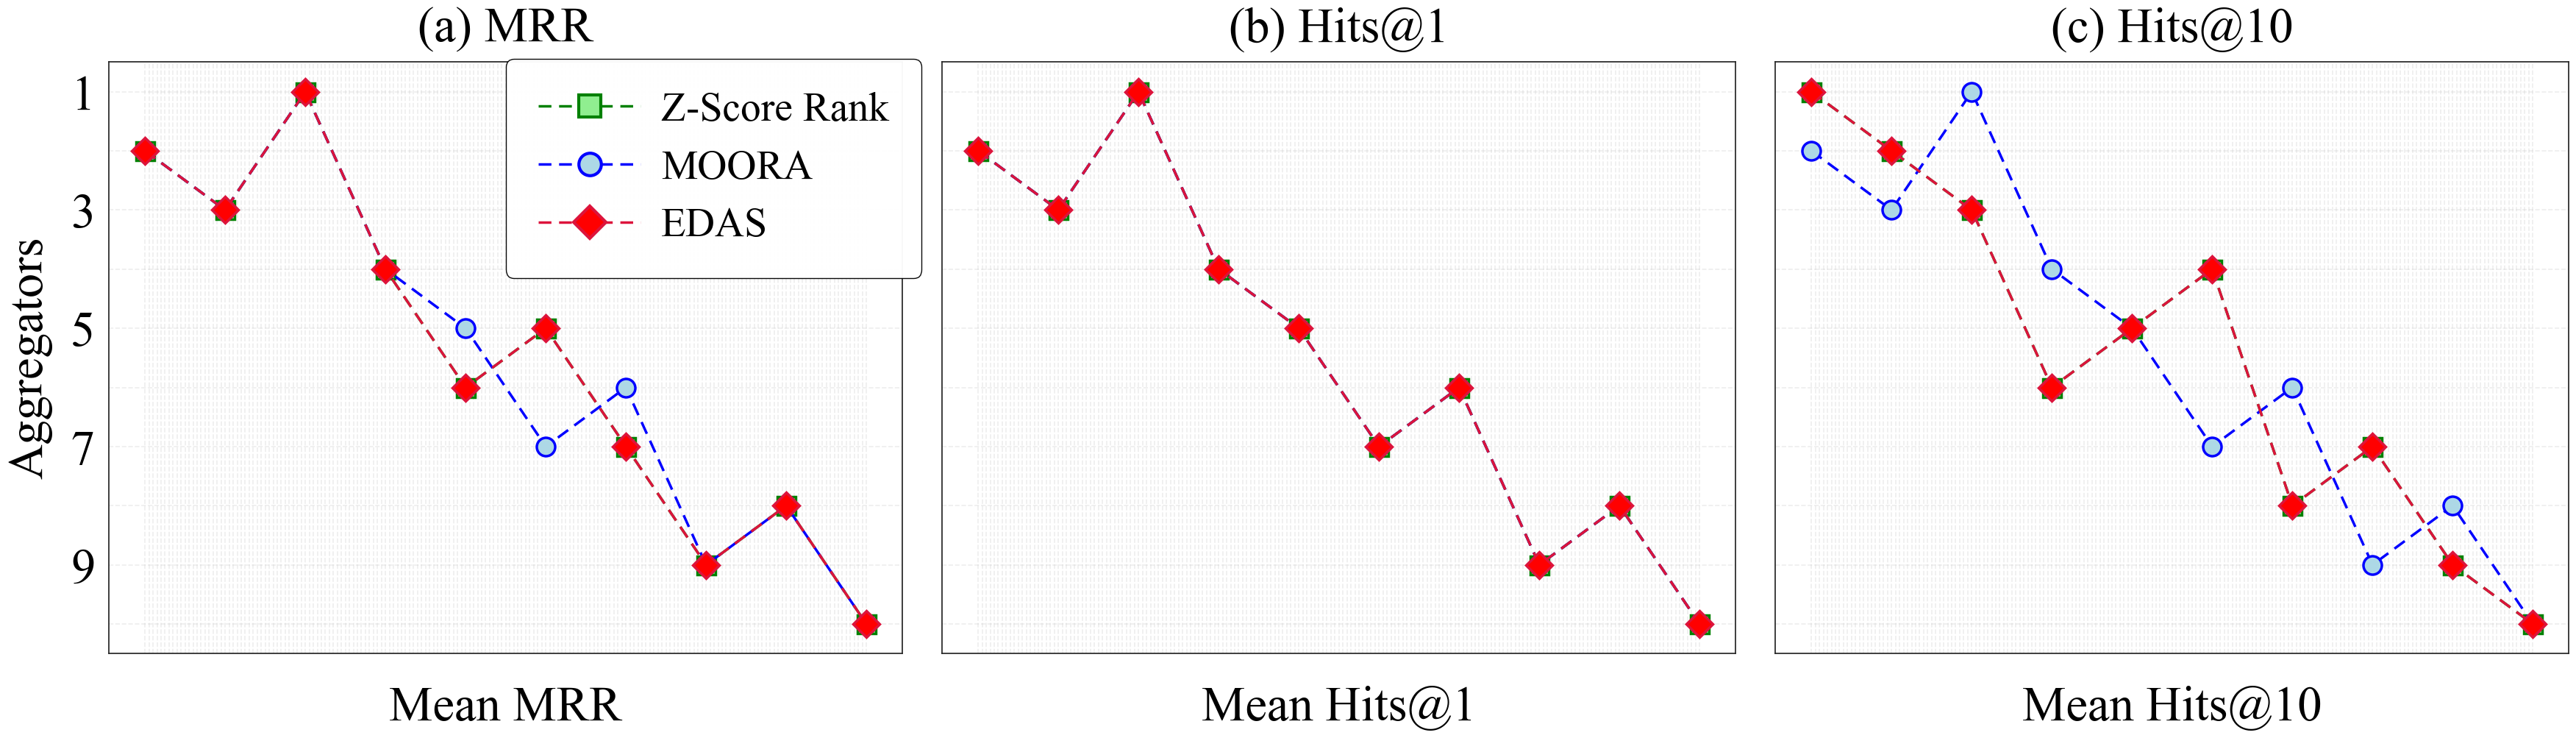 (a) MRR
(b) Hits@1
(c) Hits@10
Z-Score Rank
MOORA
EDAS
Aggregators
1
3
5
7
9
Mean MRR
Mean Hits@1
Mean Hits@10